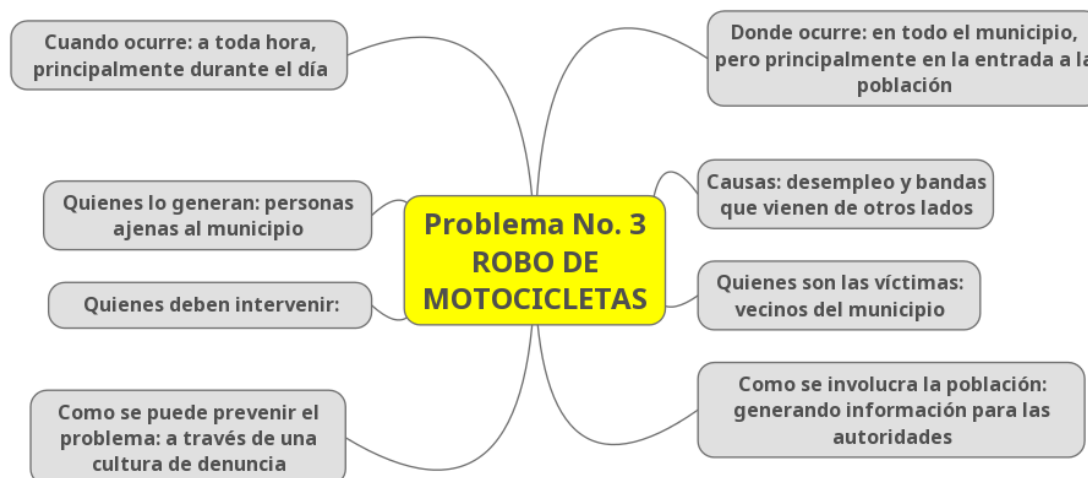 Cuando ocurre: a toda hora,
principalmente durante el día
Donde ocurre: en todo el municipio,
pero principalmente en la entrada a la
población
Quienes lo generan: personas
ajenas al municipio
Causas: desempleo y bandas
que vienen de otros lados
Problema No. 3
ROBO DE
MOTOCICLETAS
Quienes deben intervenir:
Quienes son las víctimas:
vecinos del municipio
Como se puede prevenir el
problema: a través de una
cultura de denuncia
Como se involucra la población:
generando información para las
autoridades